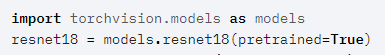 import torchvision.models as models
resnet18 = models.resnet18(pretrained=True)